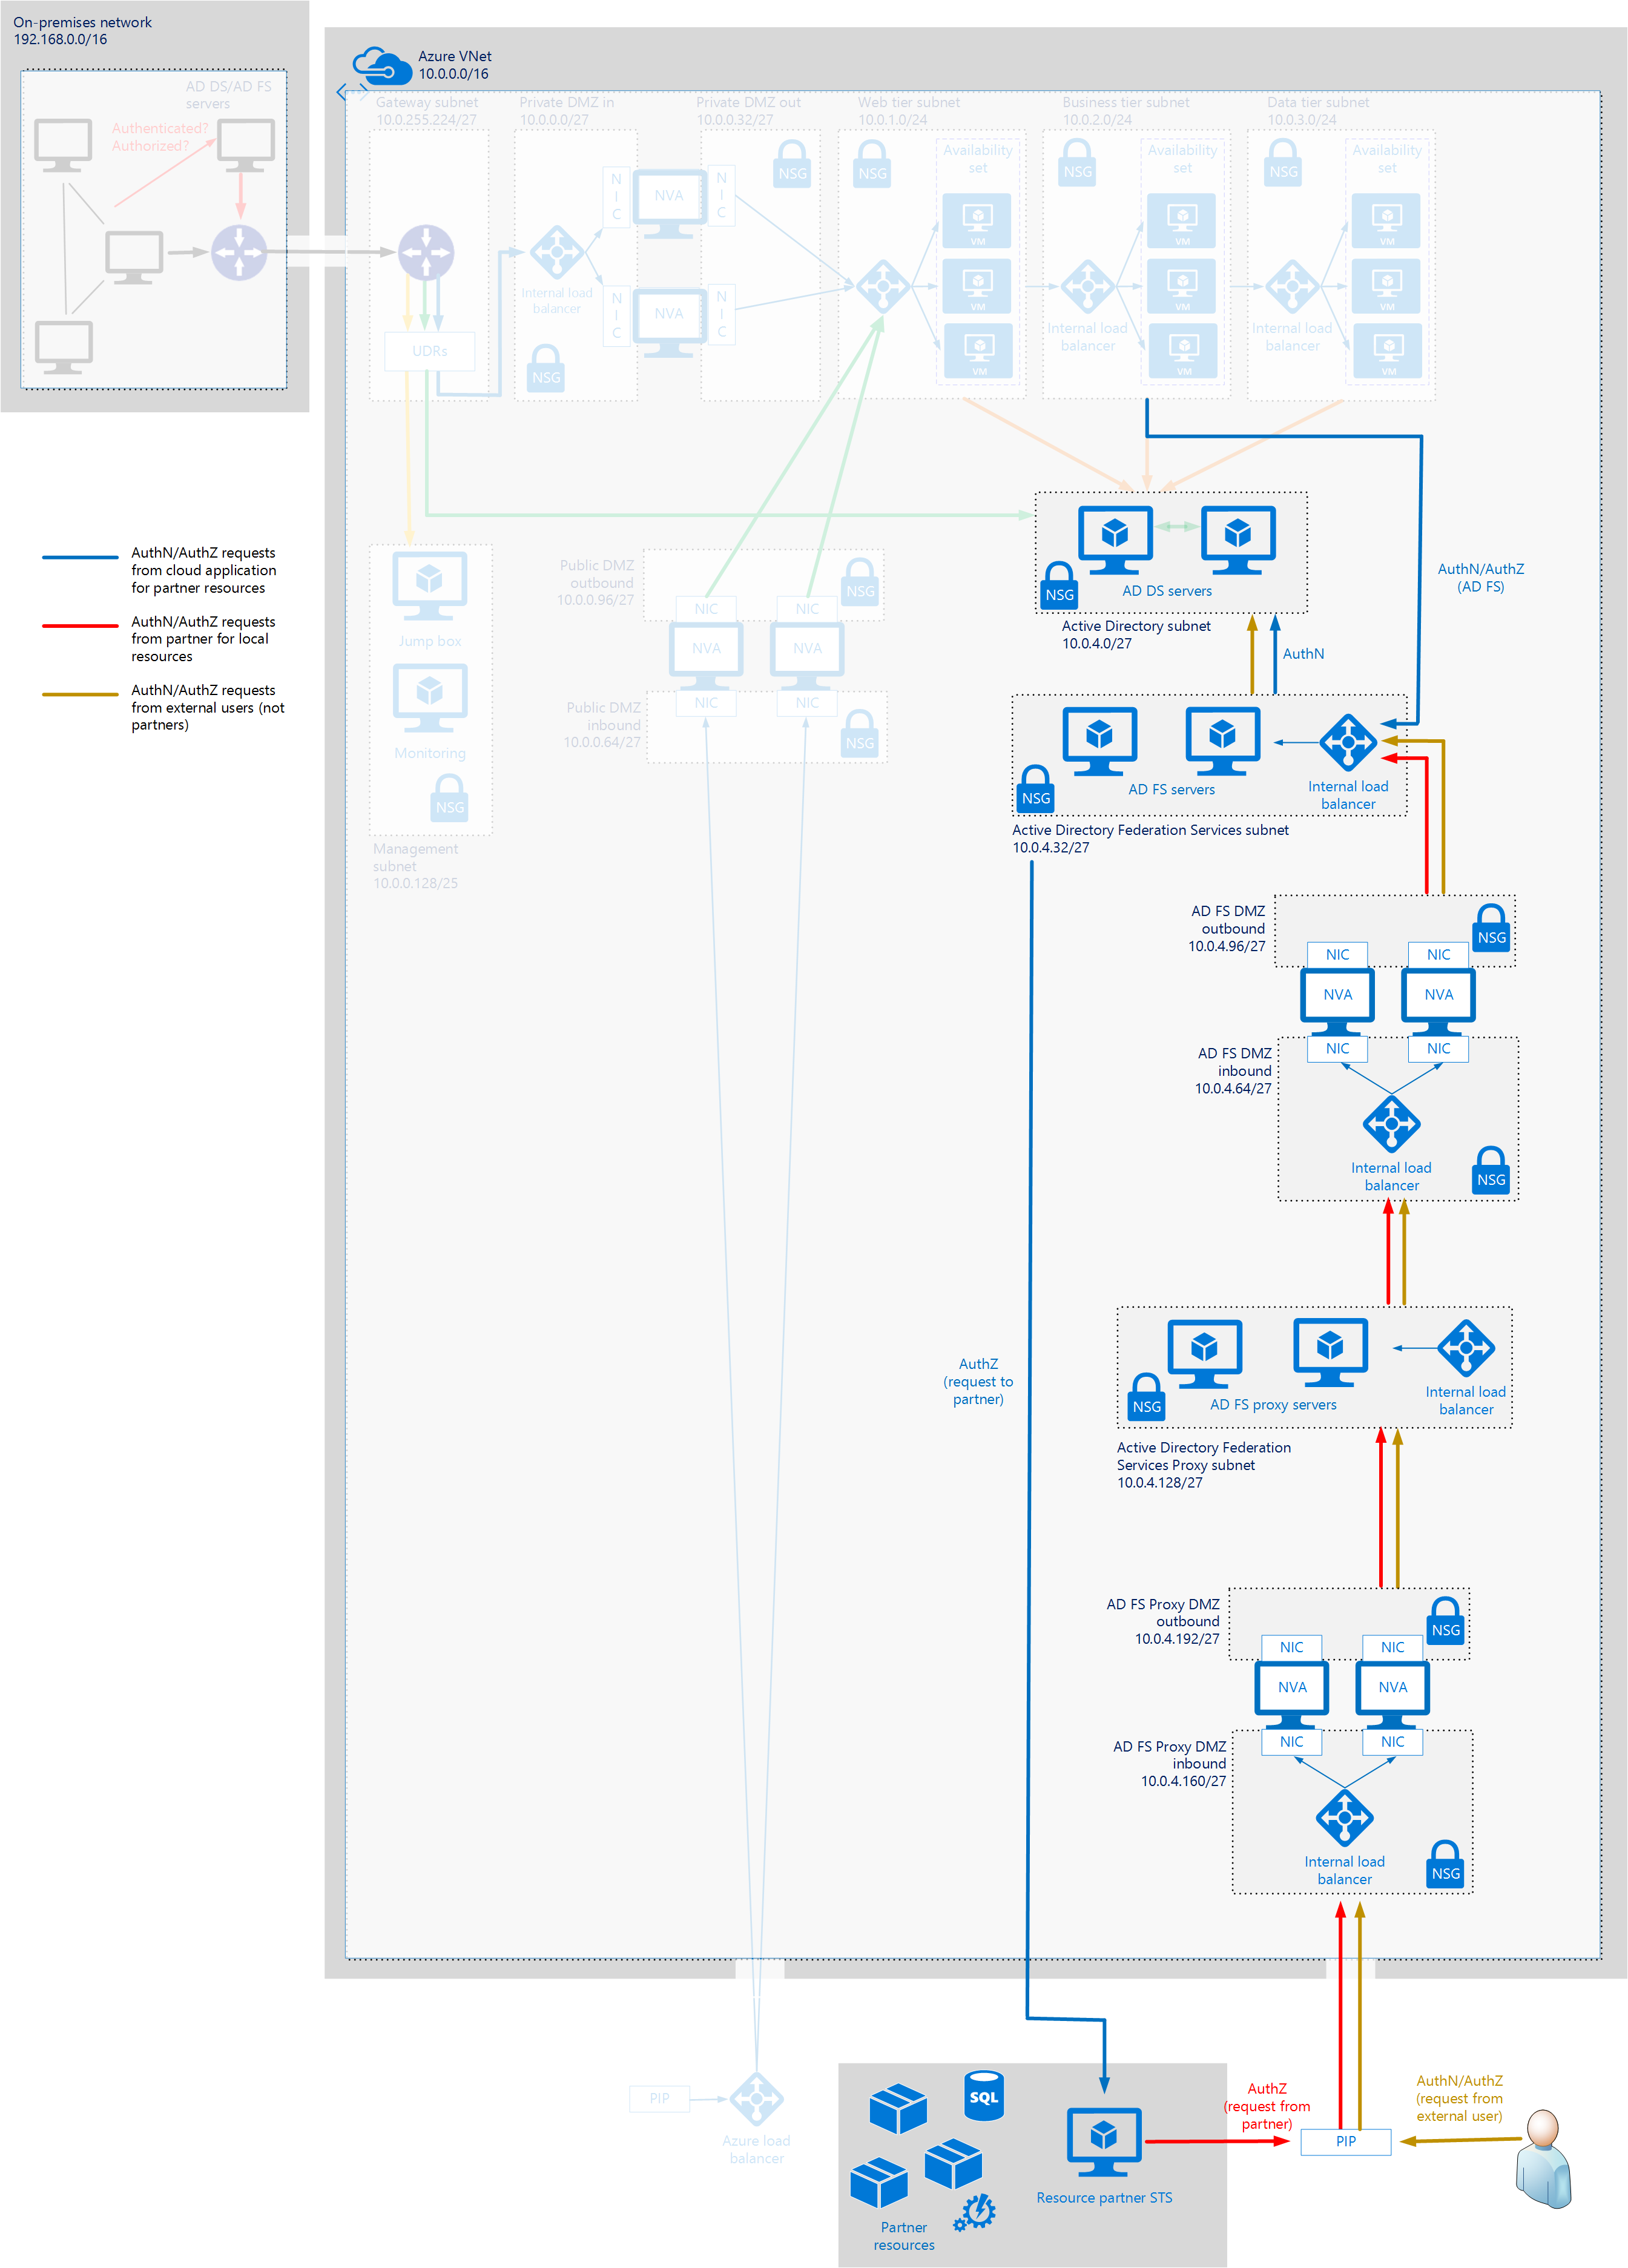 On-premises network
192.168.0.0/16
AD DS/AD FS
servers
Authenticated?
Authorized?
Azure VNet
10.0.0.0/16
Gateway subnet
10.0.255.224/27
UDRs
Private DMZ in
10.0.0.0/27
Internal load
balancer
NSG
N
I
C
N
I
C
NVA
NVA
Private DMZ out
10.0.0.32/27
N
I
C
N
I
C
NSG
Web tier subnet
10.0.1.0/24
NSG
Availability
set
VM
VM
VM
Business tier subnet
10.0.2.0/24
NSG
Internal load
balancer
Availability
set
VM
VM
VM
Data tier subnet
10.0.3.0/24
NSG
Internal load
balancer
Availability
set
VM
VM
VM
AuthN/AuthZ requests
from cloud application
for partner resources
AuthN/AuthZ requests
from partner for local
resources
AuthN/AuthZ requests
from external users (not
partners)
Jump box
Monitoring
NSG
Management
subnet
10.0.0.128/25
Public DMZ
outbound
10.0.0.96/27
NSG
NIC
NIC
NVA
NVA
NIC
NIC
Public DMZ
inbound
10.0.0.64/27
NSG
NSG
AD DS servers
Active Directory subnet
10.0.4.0/27
AuthN/AuthZ
(AD FS)
AuthN
NSG
AD FS servers
Internal load
balancer
Active Directory Federation Services subnet
10.0.4.32/27
AD FS DMZ
outbound
10.0.4.96/27
NSG
NIC
NIC
NVA
NVA
NIC
NIC
AD FS DMZ
inbound
10.0.4.64/27
Internal load
balancer
NSG
AuthZ
(request to
partner)
NSG
AD FS proxy servers
Internal load
balancer
Active Directory Federation
Services Proxy subnet
10.0.4.128/27
AD FS Proxy DMZ
outbound
10.0.4.192/27
NSG
NIC
NIC
NVA
NVA
NIC
NIC
AD FS Proxy DMZ
inbound
10.0.4.160/27
Internal load
balancer
NSG
PIP
Azure load
balancer
SQL
Partner
resources
Resource partner STS
AuthZ
(request from
partner)
PIP
AuthN/AuthZ
(request from
external user)